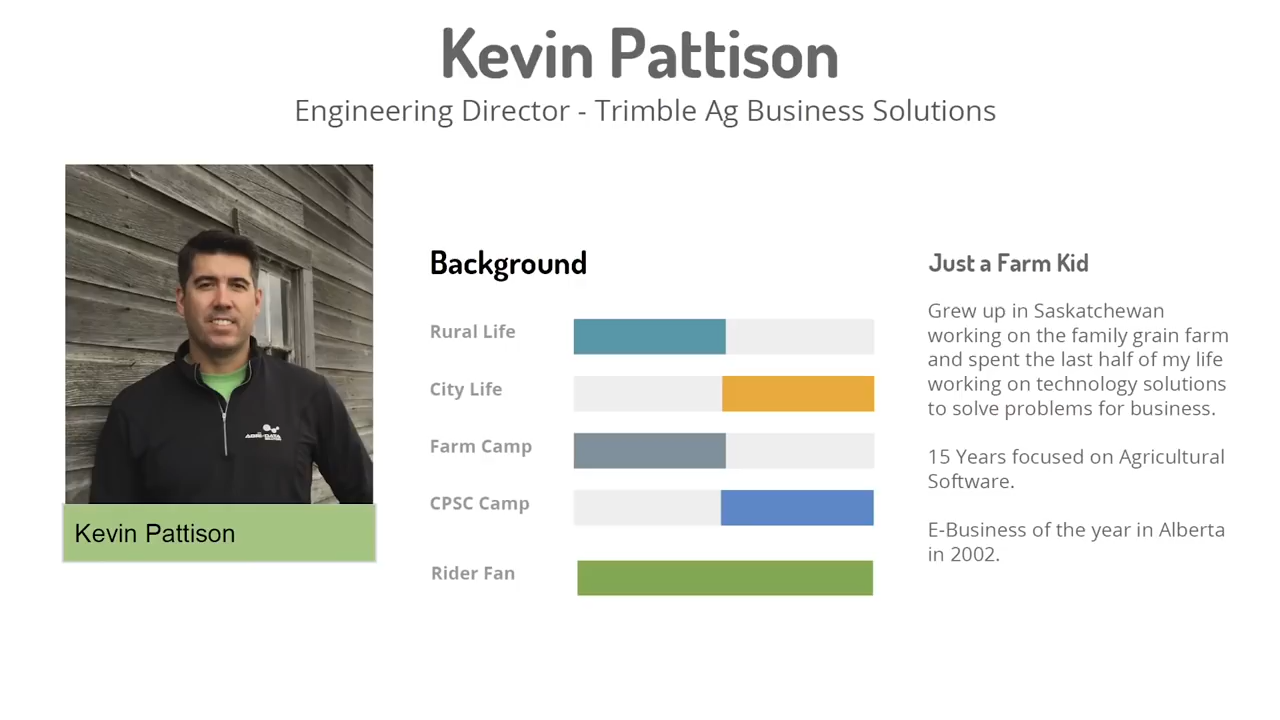 Kevin Pattison
Engineering Director - Trimble Ag Business Solutions
Kevin Pattison
Background
Rural Life
City Life
Farm Camp
CPSC Camp
Rider Fan
Just a Farm Kid
Grew up in Saskatchewan
working on the family grain farm
and spent the last half of my life
working on technology solutions
to solve problems for business.
15 Years focused on Agricultural
Software.
E-Business of the year in Alberta
in 2002.